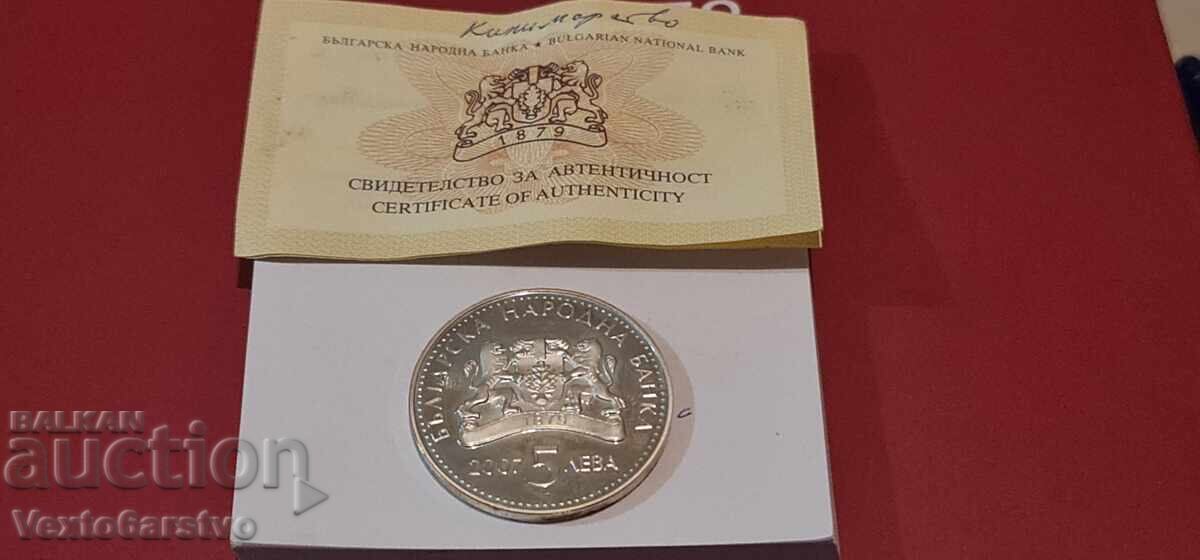 Килиморство
БЪЛГАРСКА НАРОДНА БАНКА ★ BULGARIAN NATIONAL BANK
1879
СВИДЕТЕЛСТВО ЗА АВТЕНТИЧНОСТ
CERTIFICATE OF AUTHENTICITY
БЪЛГАРСКА НАРОДНА БАНКА
1879
2007 5 ЛЕВА
BALKAN
auction
Vexto6arstvo